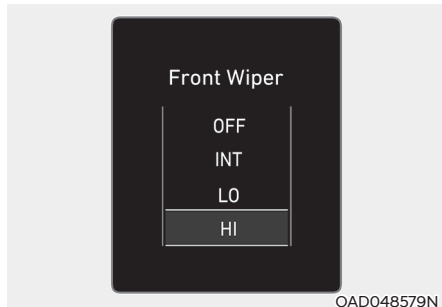 Front Wiper
OFF
INT
LO
HI
OAD048579N